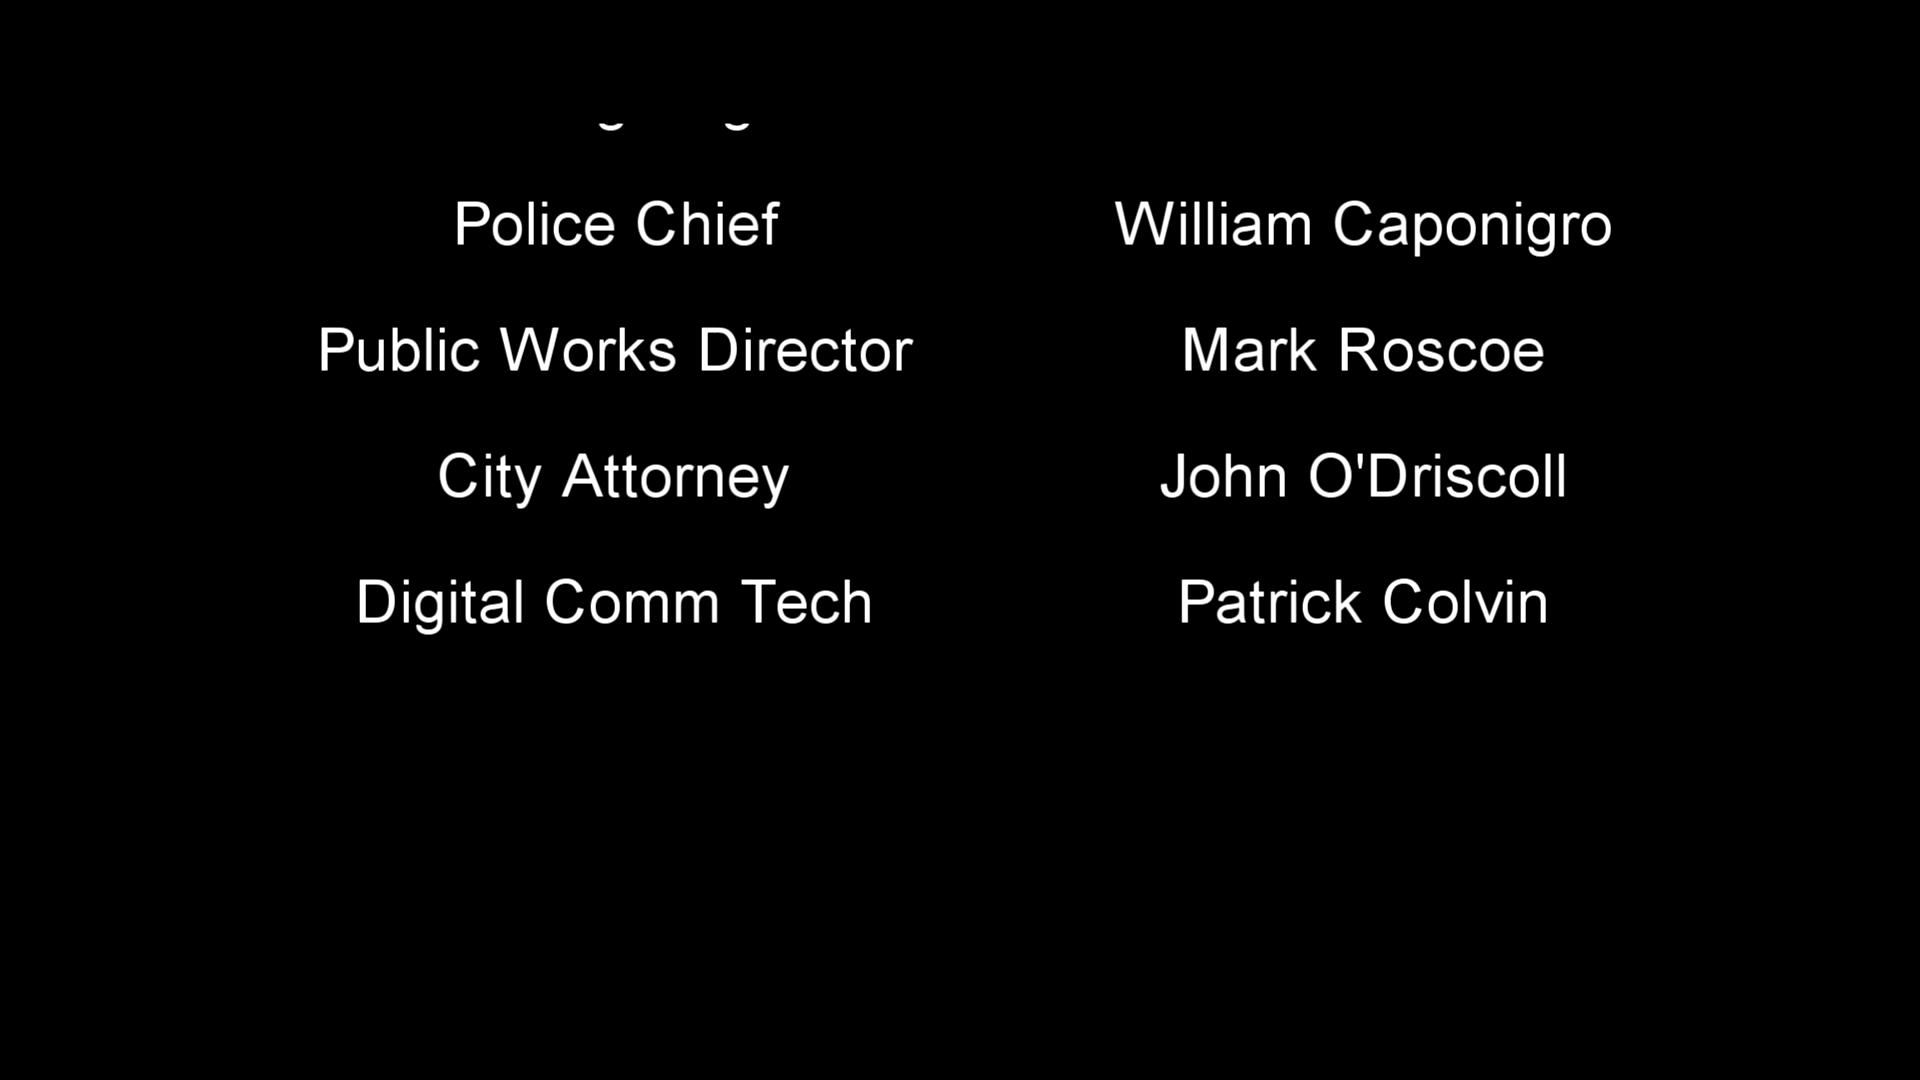 Police Chief William Caponigro
Public Works Director Mark Roscoe
City Attorney John O'Driscoll
Digital Comm Tech Patrick Colvin